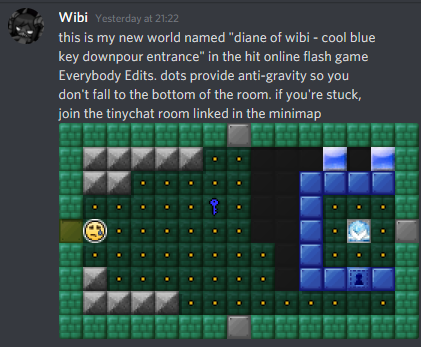 Wibi Yesterday at 21:22
this is my new world named "diane of wibi - cool blue
key downpour entrance" in the hit online flash game
Everybody Edits. dots provide anti-gravity so you
don't fall to the bottom of the room. if you're stuck,
join the tinychat room linked in the minimap